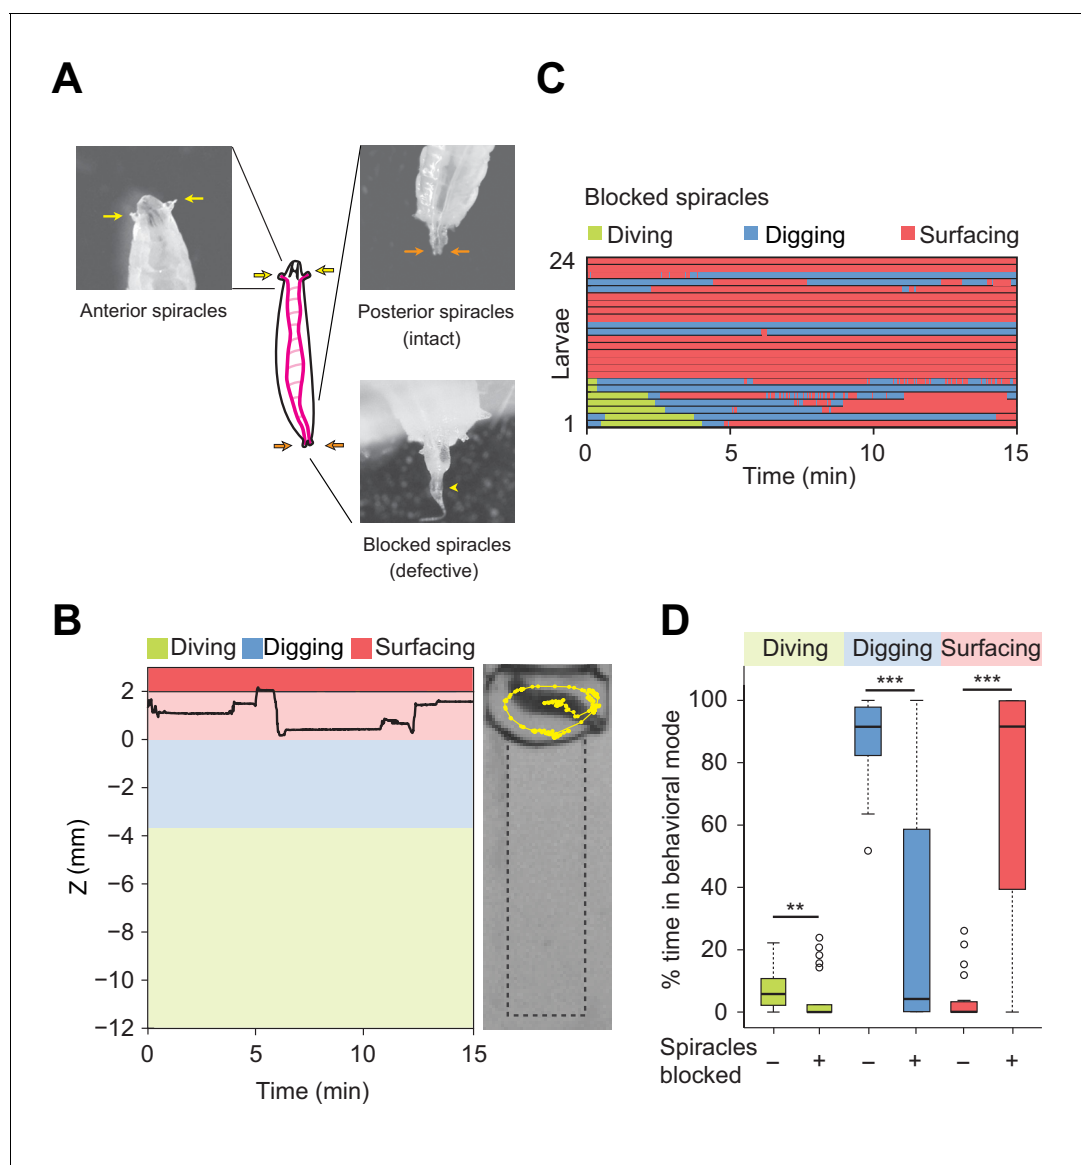 A
Anterior spiracles
Posterior spiracles
(intact)
Blocked spiracles
(defective)
C
Blocked spiracles
Diving Digging Surfacing
24
Larvae
1
0 5 10 15
Time (min)
B
Diving Digging Surfacing
2
0
−2
−4
−6
−8
−10
−12
Z (mm)
0 5 10 15
Time (min)
D
Diving Digging Surfacing
100
80
60
40
20
0
% time in behavioral mode
** *** ***
Spiracles
blocked
− + − + − +